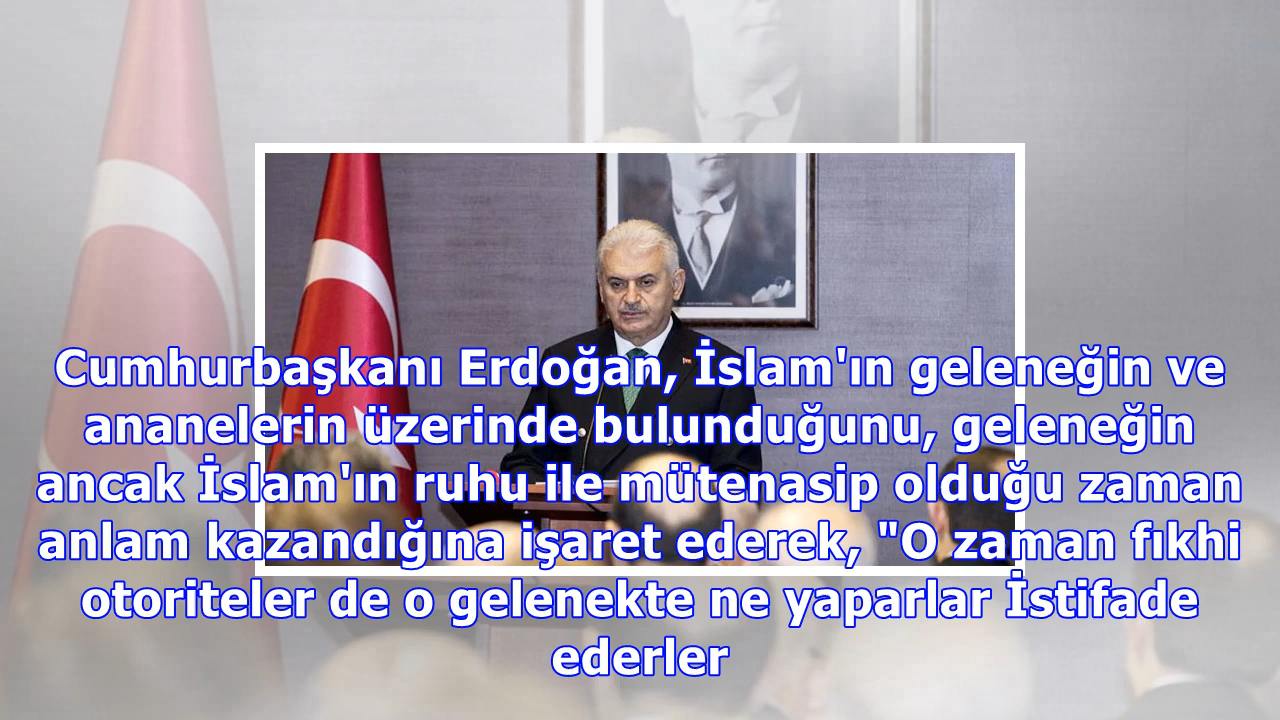 Cumhurbaşkanı Erdoğan, İslam'ın geleneğin ve
ananelerin üzerinde bulunduğunu, geleneğin
ancak İslam'ın ruhu ile mütenasip olduğu zaman
anlam kazandığına işaret ederek, "O zaman fıkhi
otoriteler de o gelenekte ne yaparlar İstifade
ederler